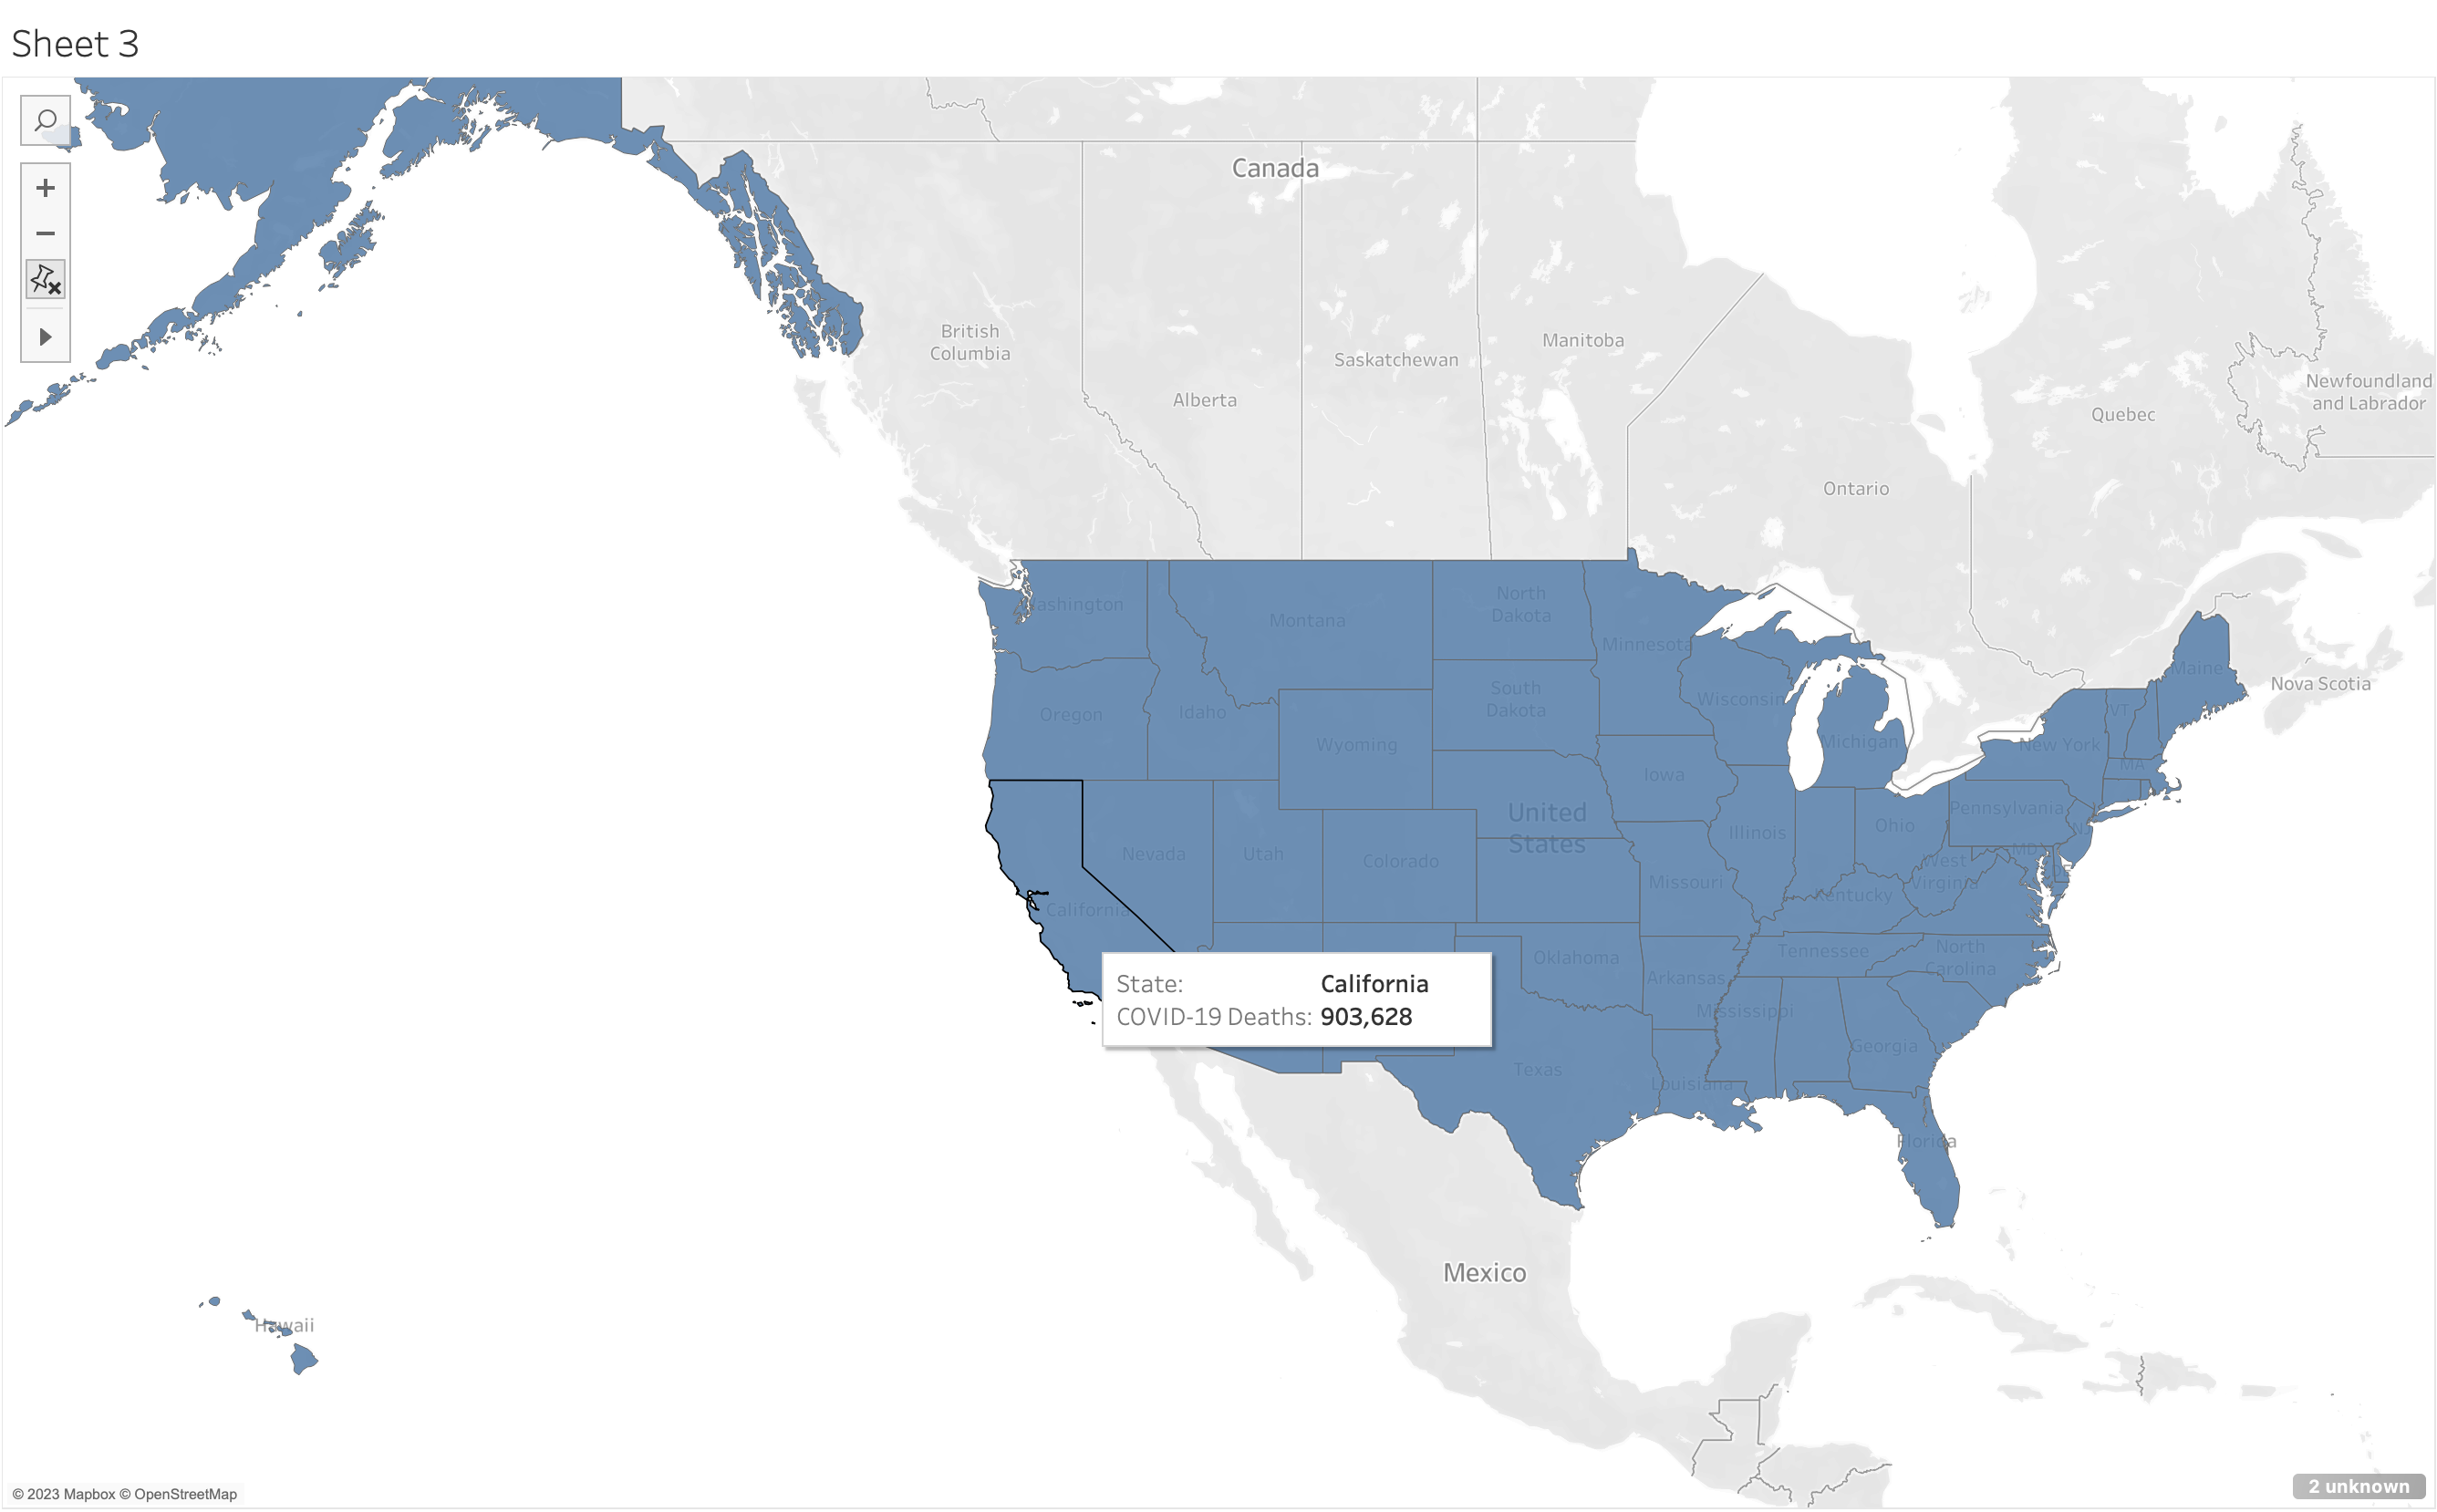 Sheet 3
Canada
British
Columbia
Alberta
Saskatchewan
Manitoba
Ontario
Quebec
Newfoundland
and Labrador
Nova Scotia
Washington
Montana
North
Dakota
Minnesota
Maine
Oregon
Idaho
South
Dakota
Wisconsin
VT
Wyoming
Michigan
New York
MA
Iowa
United
States
Pennsylvania
Nevada
Utah
Colorado
Illinois
Ohio
NJ
MD
DE
West
Virginia
Missouri
Kentucky
California
Oklahoma
Tennessee
North
Carolina
Arkansas
Mississippi
Georgia
State: California
COVID-19 Deaths: 903,628
Texas
Louisiana
Florida
Mexico
Hawaii
© 2023 Mapbox © OpenStreetMap
2 unknown